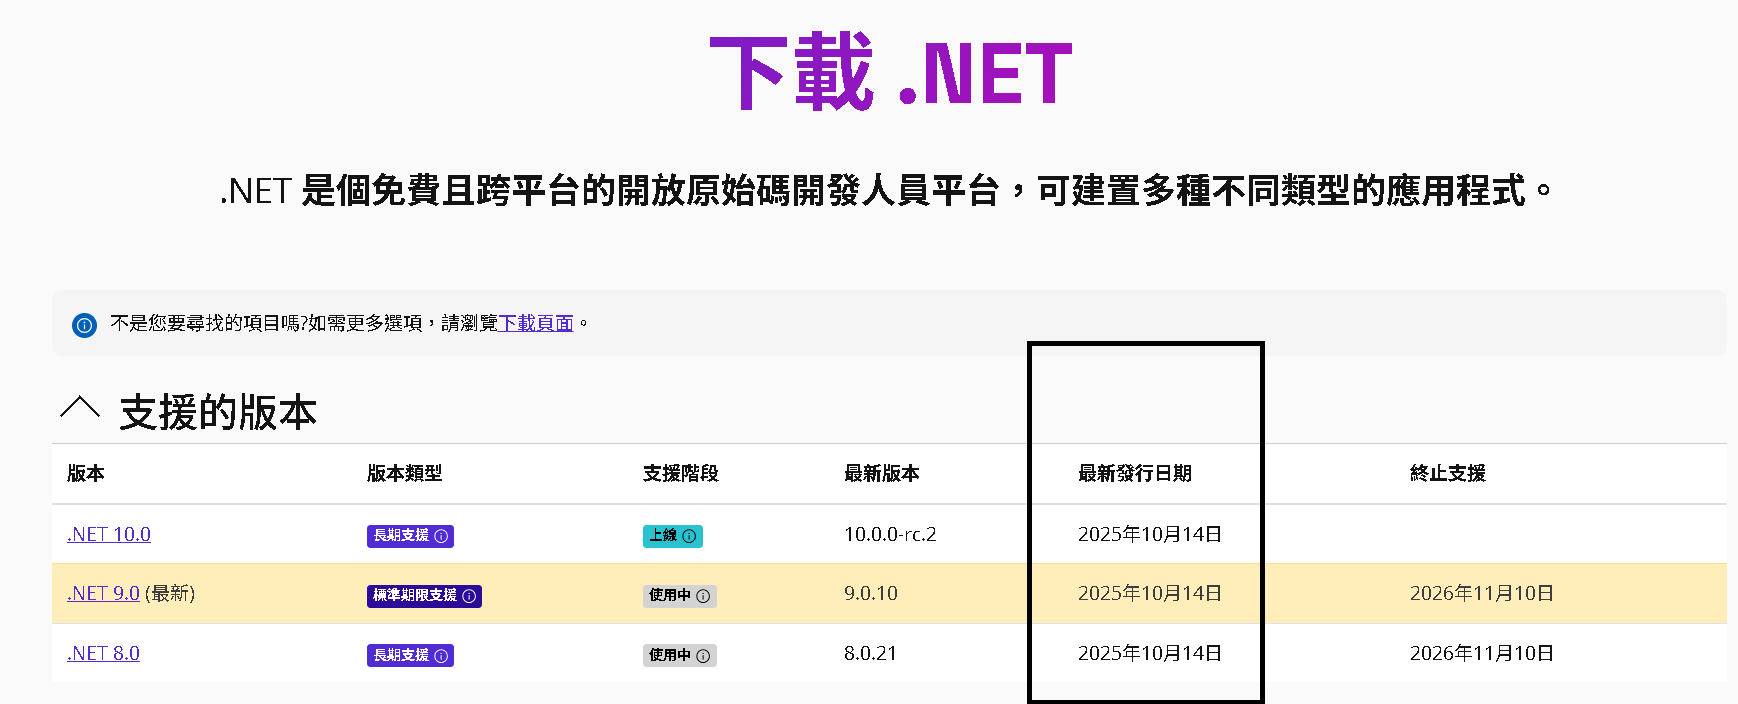 下載 .NET
.NET 是個免費且跨平台的開放原始碼開發人員平台，可建置多種不同類型的應用程式。
不是您要尋找的項目嗎?如需更多選項，請瀏覽下載頁面。
支援的版本
版本 版本類型 支援階段 最新版本 最新發行日期 終止支援
.NET 10.0 長期支援 上線 10.0.0-rc.2 2025年10月14日
.NET 9.0 (最新) 標準期限支援 使用中 9.0.10 2025年10月14日 2026年11月10日
.NET 8.0 長期支援 使用中 8.0.21 2025年10月14日 2026年11月10日